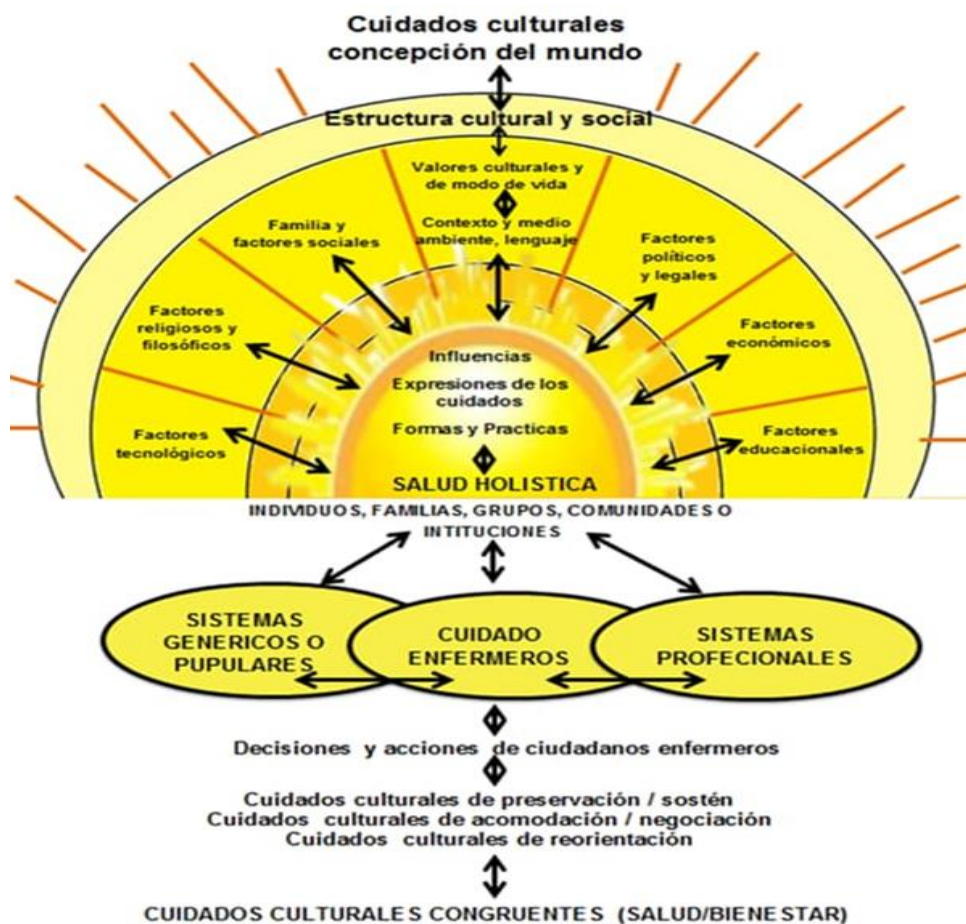 Cuidados culturales
concepción del mundo
Estructura cultural y social
Valores culturales y
de modo de vida
Familia y
factores sociales
Contexto y medio
ambiente, lenguaje
Factores
políticos
y legales
Factores
religiosos y
filosóficos
Factores
económicos
Factores
tecnológicos
Factores
educacionales
Influencias
Expresiones de los
cuidados
Formas y Practicas
SALUD HOLISTICA
INDIVIDUOS, FAMILIAS, GRUPOS, COMUNIDADES O
INTITUCIONES
SISTEMAS
GENERICOS O
PUPULARES
CUIDADO
ENFERMEROS
SISTEMAS
PROFECIONALES
Decisiones y acciones de ciudadanos enfermeros
Cuidados culturales de preservación / sostén
Cuidados culturales de acomodación / negociación
Cuidados culturales de reorientación
CUIDADOS CULTURALES CONGRUENTES (SALUD/BIENESTAR)